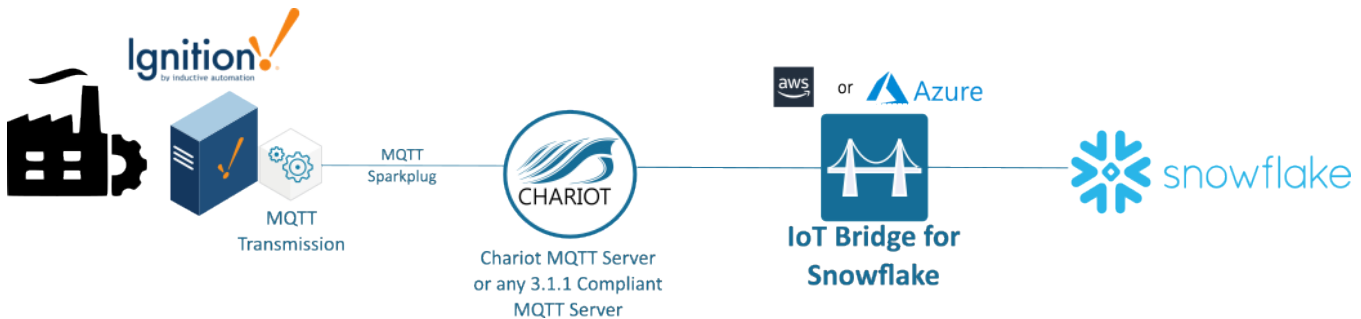 Ignition!
by inductive automation
MQTT
Transmission
MQTT
Sparkplug
CHARIOT
Chariot MQTT Server
or any 3.1.1 Compliant
MQTT Server
aws
or
Azure
IoT Bridge for
Snowflake
snowflake